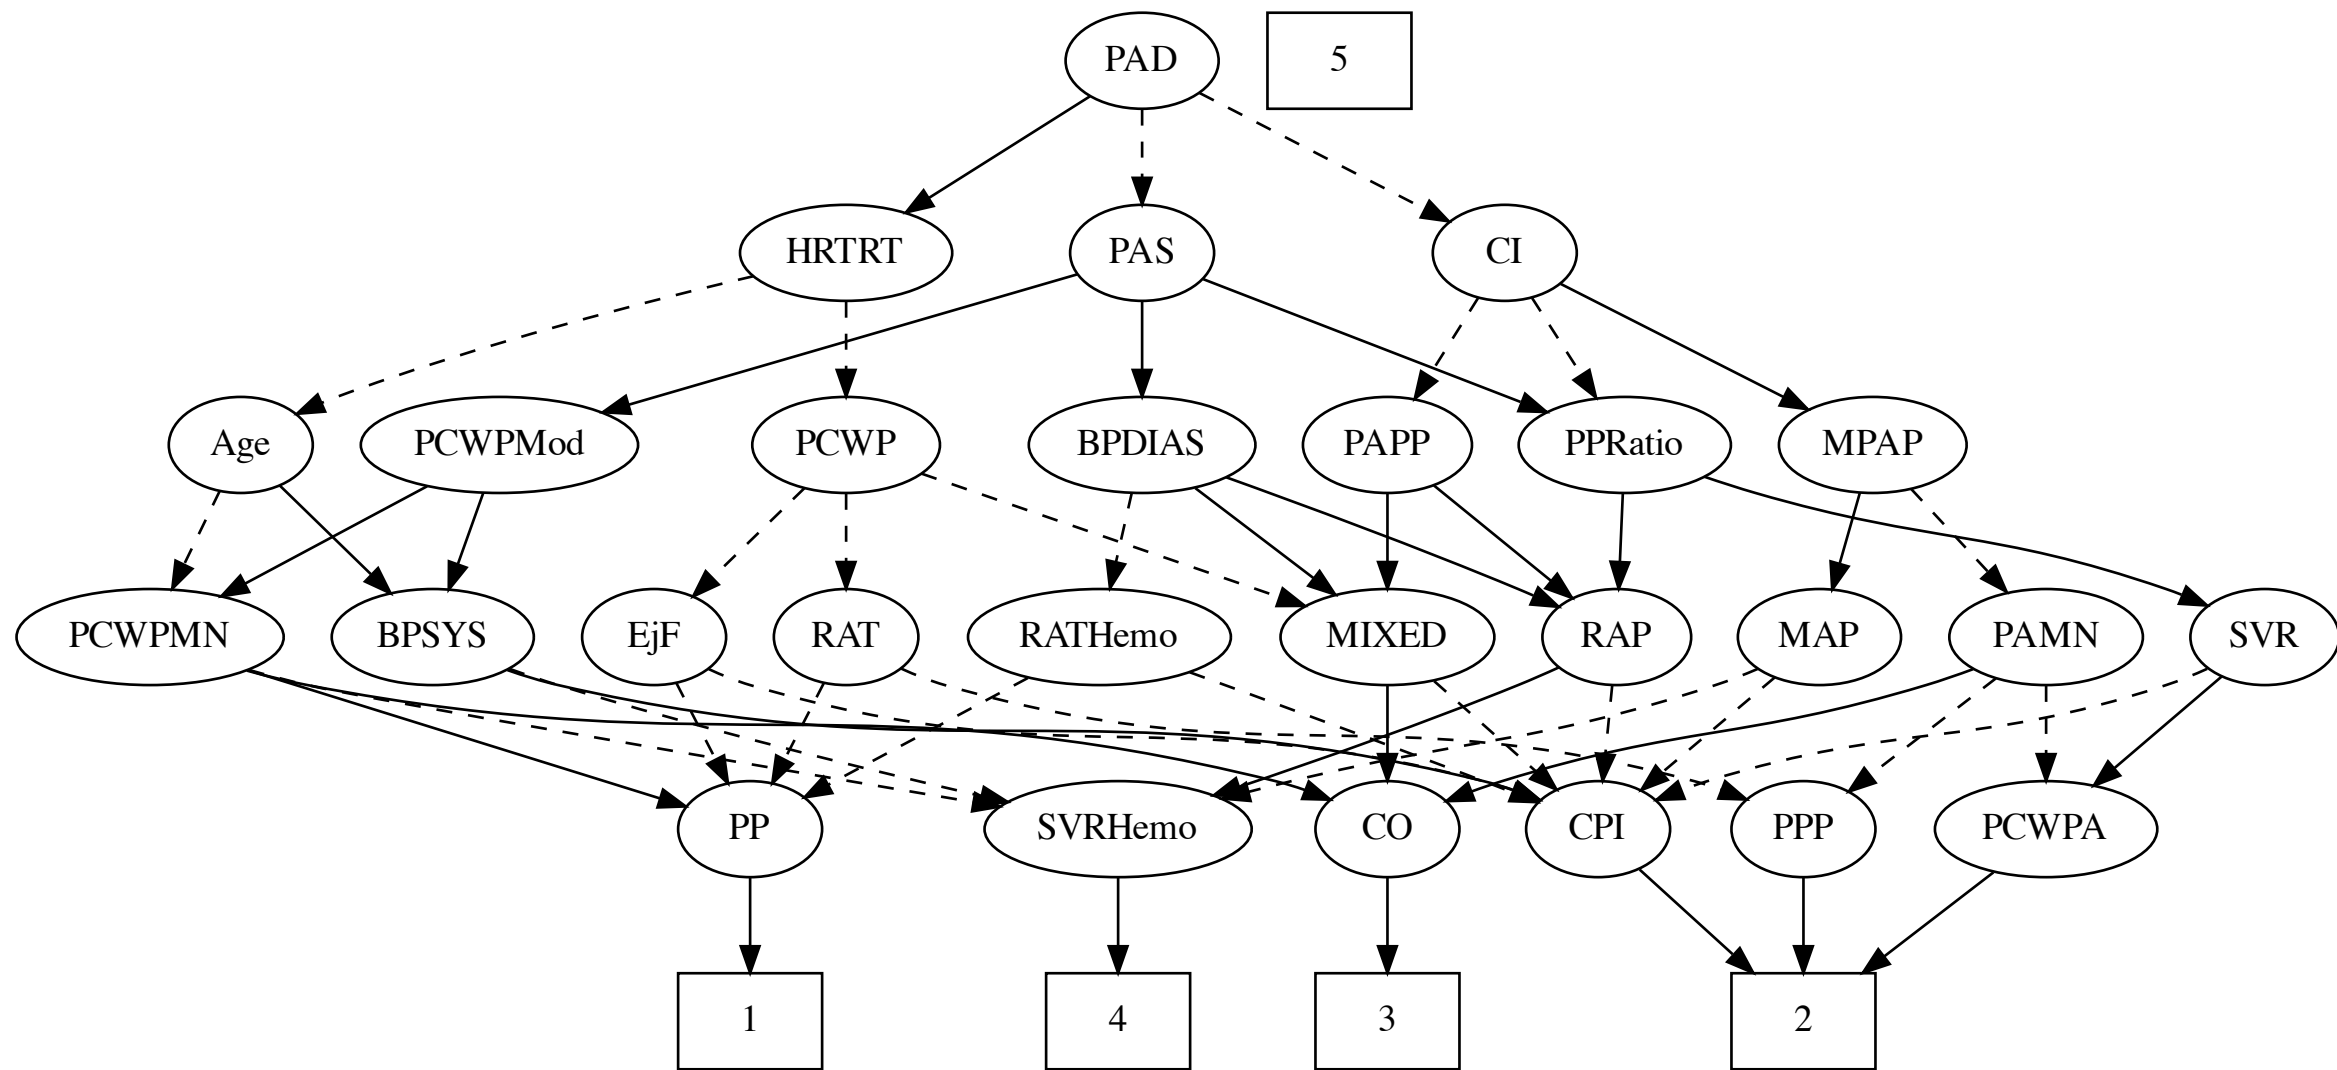 PAD
5
HRTRT
PAS
CI
Age
PCWPMod
PCWP
BPDIAS
PAPP
PPRatio
MPAP
PCWPMN
BPSYS
EjF
RAT
RATHemo
MIXED
RAP
MAP
PAMN
SVR
PP
SVRHemo
CO
CPI
PPP
PCWPA
1
4
3
2